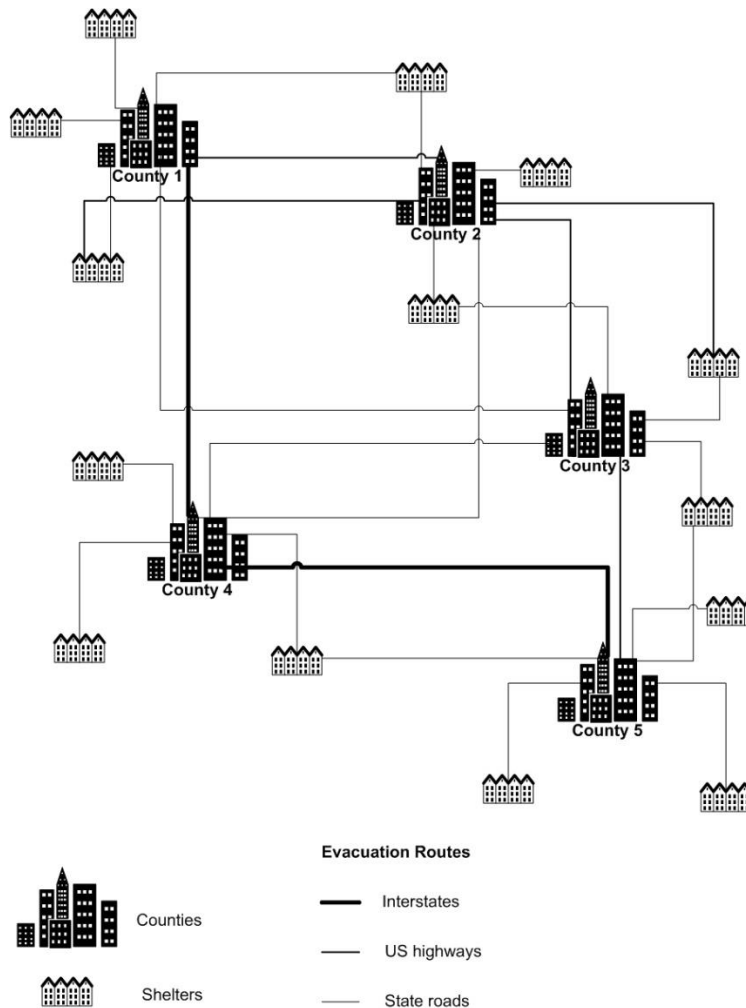 County 1
County 2
County 3
County 4
County 5
Evacuation Routes
Counties
Interstates
US highways
Shelters
State roads